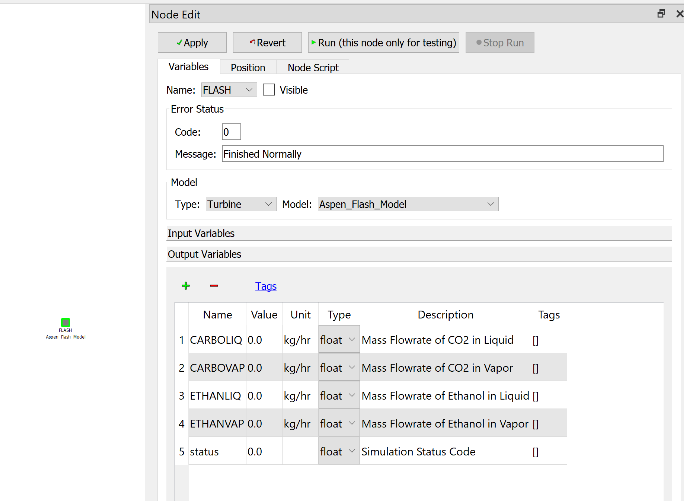 Node Edit
Apply Revert Run (this node only for testing) Stop Run
Variables Position Node Script
Name: FLASH Visible
Error Status
Code: 0
Message: Finished Normally
Model
Type: Turbine Model: Aspen_Flash_Model
Input Variables
Output Variables
Tags
Name Value Unit Type Description Tags
1 CARBOLIQ 0.0 kg/hr float Mass Flowrate of CO2 in Liquid []
2 CARBOVAP 0.0 kg/hr float Mass Flowrate of CO2 in Vapor []
3 ETHANLIQ 0.0 kg/hr float Mass Flowrate of Ethanol in Liquid []
4 ETHANVAP 0.0 kg/hr float Mass Flowrate of Ethanol in Vapor []
5 status 0.0 float Simulation Status Code []
FLASH
Aspen_Flash_Model